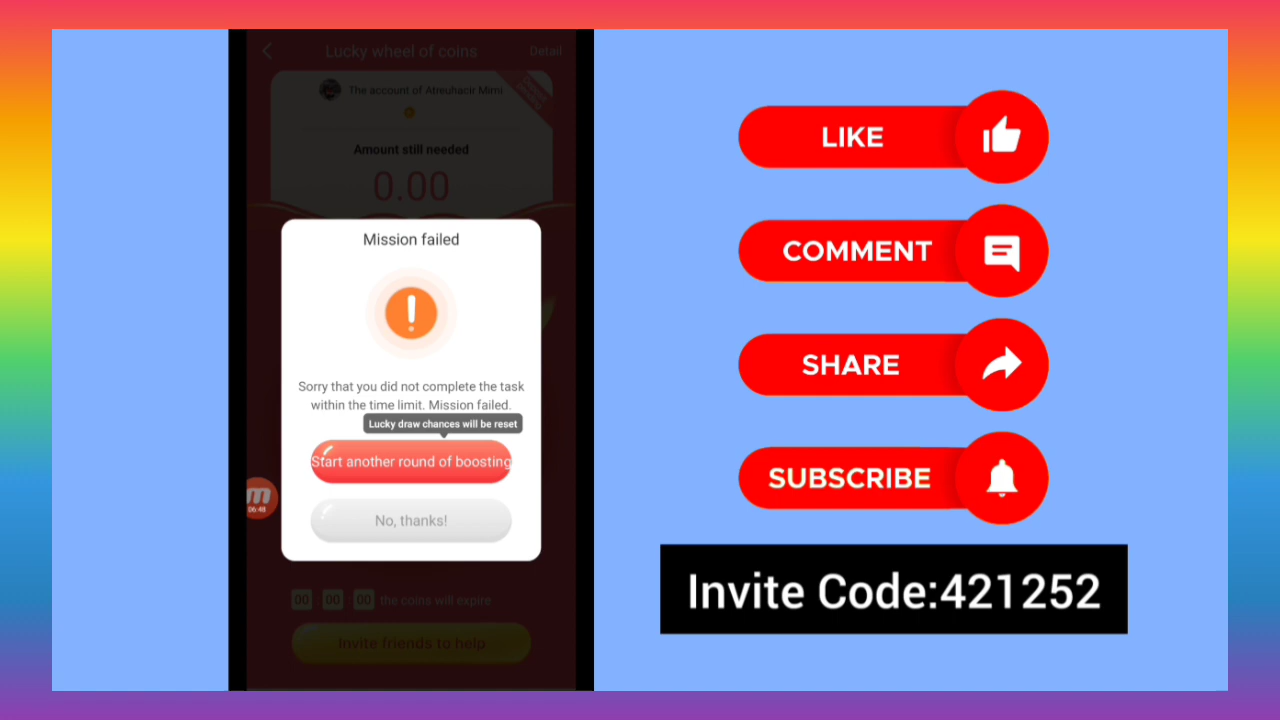 Lucky wheel of coins
Detail
The account of Atreuhacir Mimi
Amount still needed
0.00
Mission failed
Sorry that you did not complete the task
within the time limit. Mission failed.
Lucky draw chances will be reset
Start another round of boosting
No, thanks!
06:48
00 00 00 the coins will expire
Invite friends to help
LIKE
COMMENT
SHARE
SUBSCRIBE
Invite Code:421252